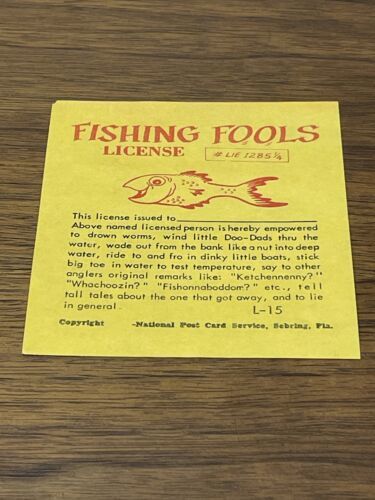 FISHING FOOLS
LICENSE # LIE 1285 1/4
This license issued to
Above named licensed person is hereby empowered
to drown worms, wind little Doo-Dads thru the
water, wade out from the bank like a nut into deep
water, ride to and fro in dinky little boats, stick
big toe in water to test temperature, say to other
anglers original remarks like: "Ketchennenny?"
"Whachoozin?" "Fishonnaboddom?" etc., tell
tall tales about the one that got away, and to lie
in general.
L-15
Copyright -National Post Card Service, Sebring, Fla.